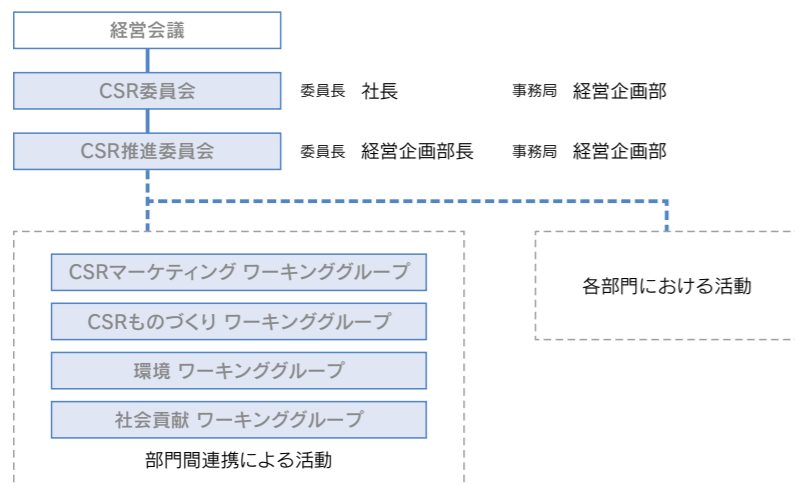 経営会議
CSR委員会 委員長 社長 事務局 経営企画部
CSR推進委員会 委員長 経営企画部長 事務局 経営企画部
CSRマーケティング ワーキンググループ
各部門における活動
CSRものづくり ワーキンググループ
環境 ワーキンググループ
社会貢献 ワーキンググループ
部門間連携による活動